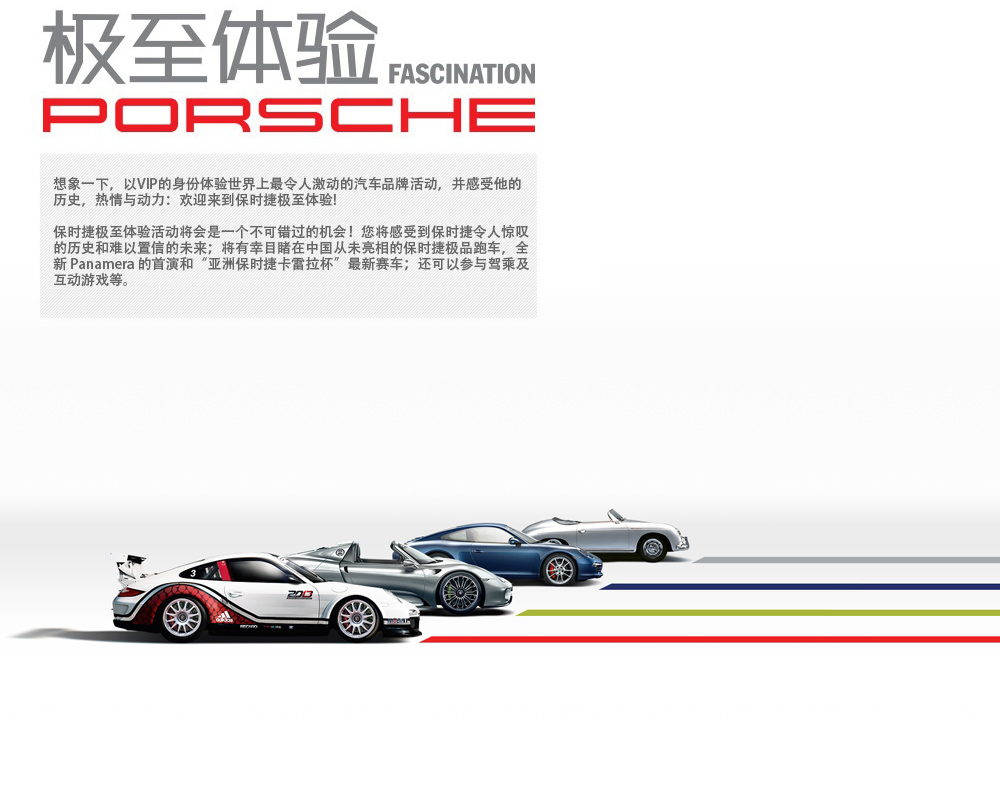 极至体验 FASCINATION
PORSCHE
想象一下，以VIP的身份体验世界上最令人激动的汽车品牌活动，并感受他的
历史，热情与动力：欢迎来到保时捷极至体验!
保时捷极至体验活动将会是一个不可错过的机会！您将感受到保时捷令人惊叹
的历史和难以置信的未来；将有幸目睹在中国从未亮相的保时捷极品跑车，全
新 Panamera 的首演和“亚洲保时捷卡雷拉杯”最新赛车；还可以参与驾乘及
互动游戏等。
3
adidas